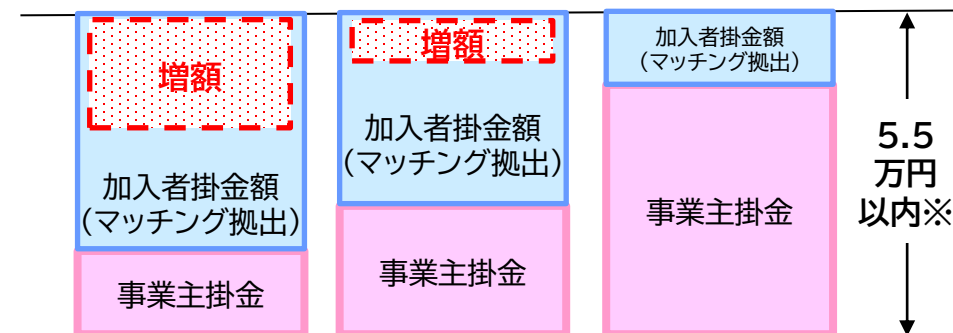 増額
加入者掛金額
(マッチング拠出)
事業主掛金
増額
加入者掛金額
(マッチング拠出)
事業主掛金
加入者掛金額
(マッチング拠出)
事業主掛金
5.5
万円
以内※